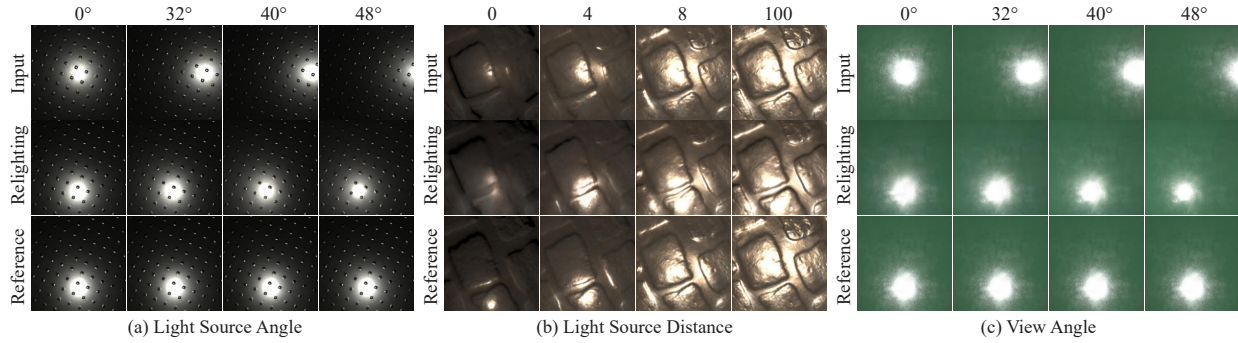 0° 32° 40° 48° 0 4 8 100 0° 32° 40° 48°
Input Input Input
Relighting Relighting Relighting
Reference Reference Reference
(a) Light Source Angle (b) Light Source Distance (c) View Angle